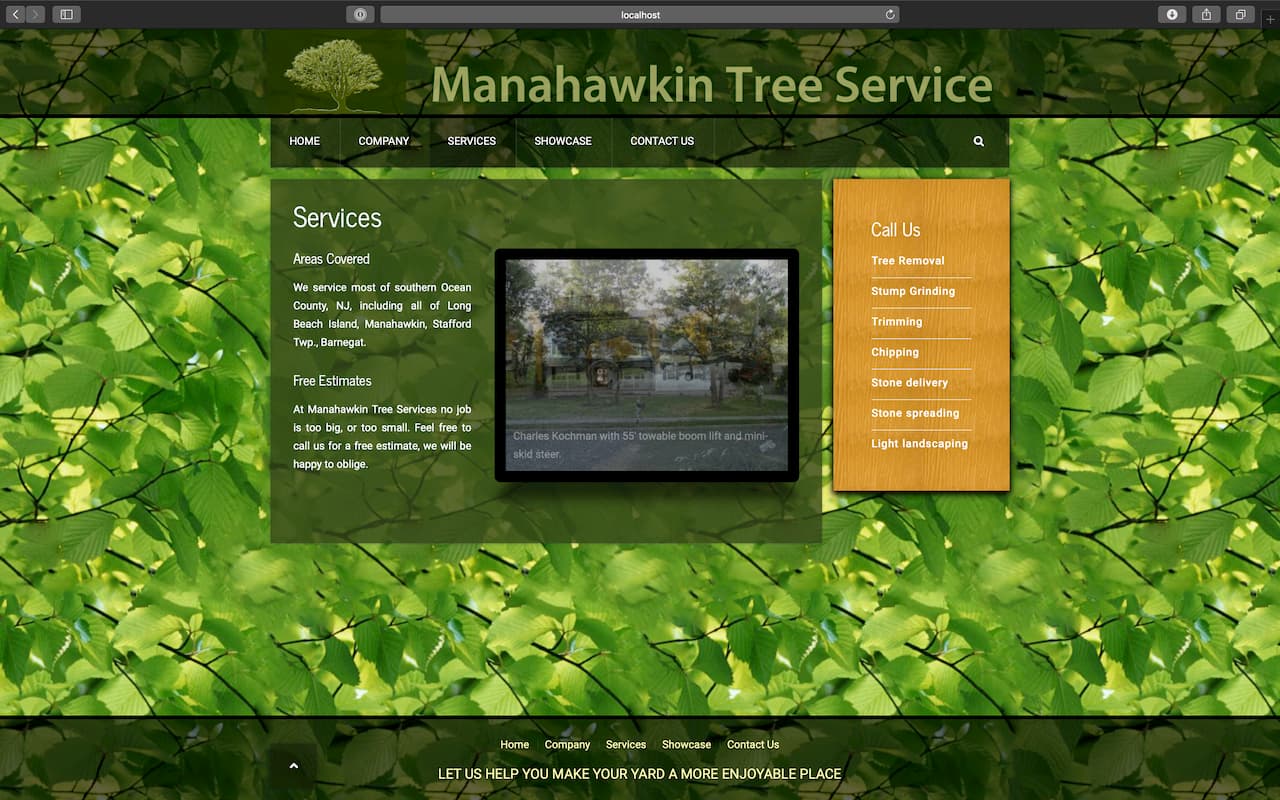 localhost
Manahawkin Tree Service
HOME COMPANY SERVICES SHOWCASE CONTACT US
Services
Areas Covered
We service most of southern Ocean
County, NJ, including all of Long
Beach Island, Manahawkin, Stafford
Twp., Barnegat.
Free Estimates
At Manahawkin Tree Services no job
is too big, or too small. Feel free to
call us for a free estimate, we will be
happy to oblige.
Charles Kochman with 55' towable boom lift and mini-
skid steer.
Call Us
Tree Removal
Stump Grinding
Trimming
Chipping
Stone delivery
Stone spreading
Light landscaping
Home Company Services Showcase Contact Us
LET US HELP YOU MAKE YOUR YARD A MORE ENJOYABLE PLACE